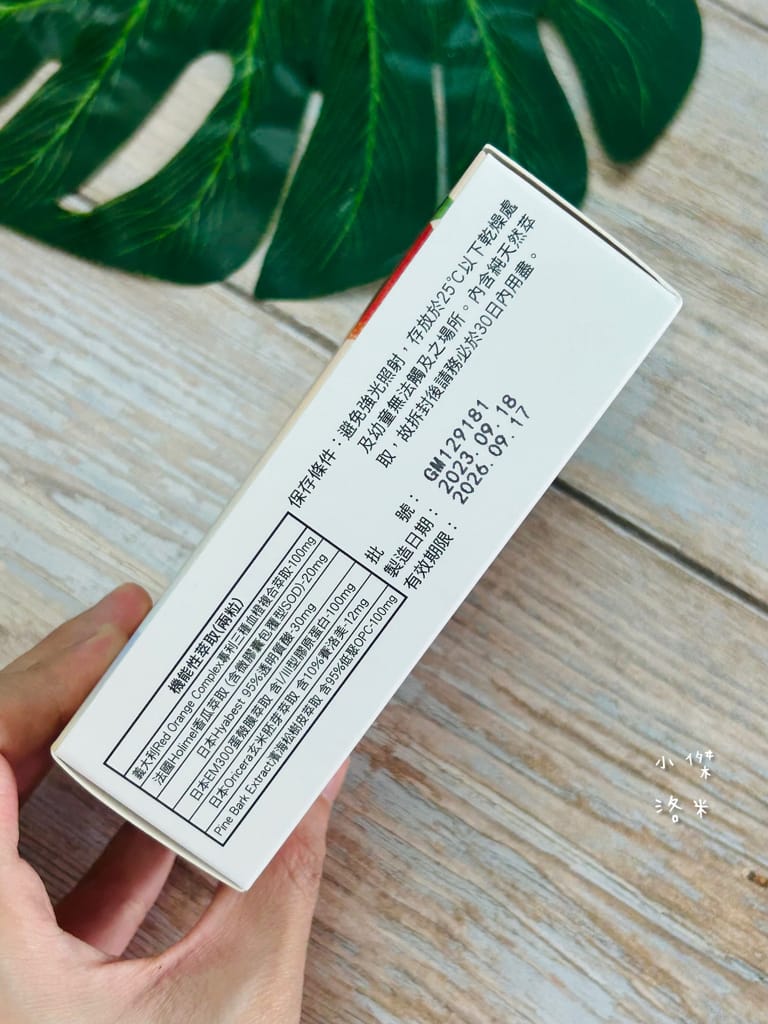 保存條件：避免強光照射，存放於25°C以下乾燥處
及幼童無法觸及之場所。內含純天然萃
取，故拆封後請務必於30日內用盡。
批　　號：GM129181
製造日期：2023.09.18
有效期限：2026.09.17
機能性萃取(兩粒)
義大利Red Orange Complex專利三種血橙複合萃取-100mg
法國Holimel香瓜萃取 (含微膠囊包覆型SOD)-20mg
日本Hyabest 95%透明質酸 30mg
日本EM300蛋殼膜萃取 含I/III型膠原蛋白-100mg
日本Oricera玄米胚芽萃取 含10%賽洛美-12mg
Pine Bark Extract濱海松樹皮萃取 含95%低聚OPC-100mg
小傑
洛米